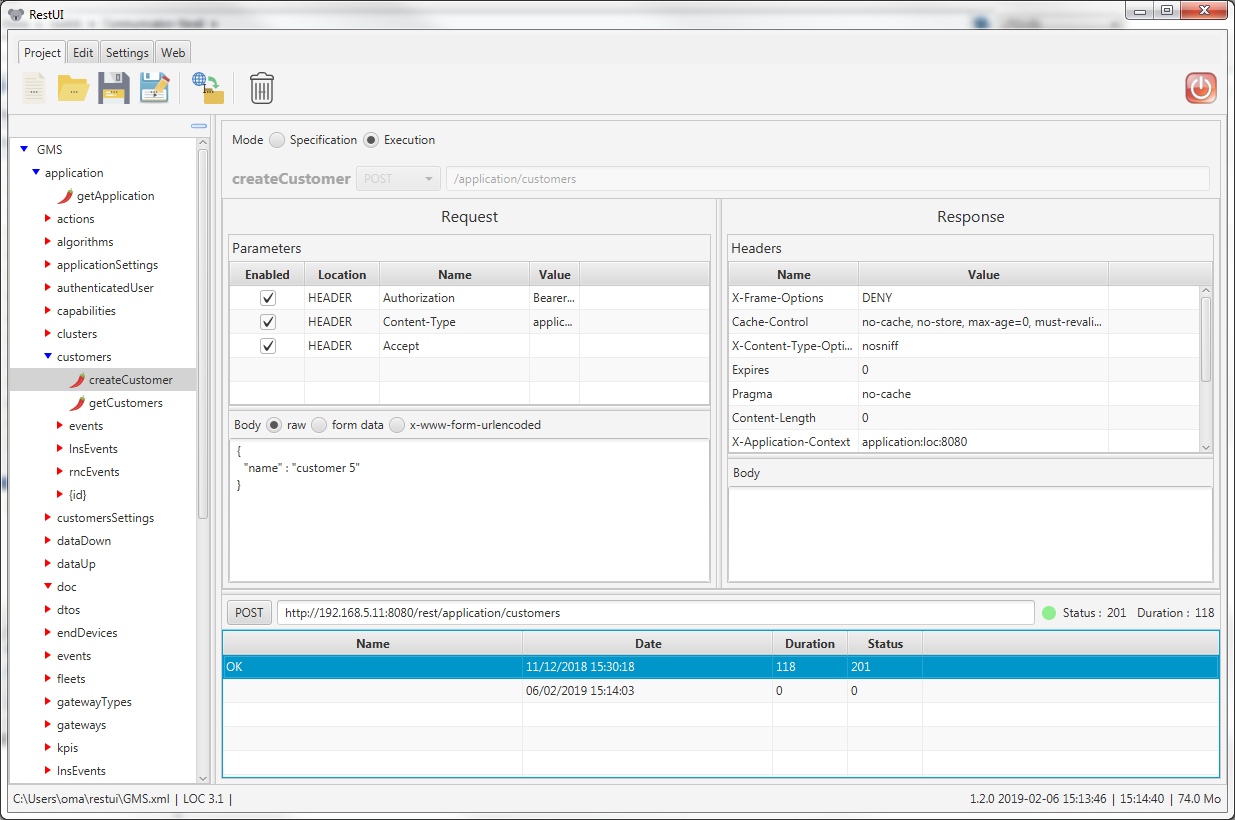 RestUI
Project Edit Settings Web
Mode Specification Execution
createCustomer POST /application/customers
GMS
application
getApplication
actions
algorithms
applicationSettings
authenticatedUser
capabilities
clusters
customers
createCustomer
getCustomers
events
lnsEvents
rncEvents
{id}
customersSettings
dataDown
dataUp
doc
dtos
endDevices
events
fleets
gatewayTypes
gateways
kpis
lnsEvents
Request
Parameters
Enabled Location Name Value
HEADER Authorization Bearer...
HEADER Content-Type applic...
HEADER Accept
Body raw form data x-www-form-urlencoded
{
"name" : "customer 5"
}
Response
Headers
Name Value
X-Frame-Options DENY
Cache-Control no-cache, no-store, max-age=0, must-revali...
X-Content-Type-Opti... nosniff
Expires 0
Pragma no-cache
Content-Length 0
X-Application-Context application:loc:8080
Body
POST http://192.168.5.11:8080/rest/application/customers Status : 201 Duration : 118
Name Date Duration Status
OK 11/12/2018 15:30:18 118 201
06/02/2019 15:14:03 0 0
C:\Users\oma\restui\GMS.xml | LOC 3.1 |
1.2.0 2019-02-06 15:13:46 | 15:14:40 | 74.0 Mo